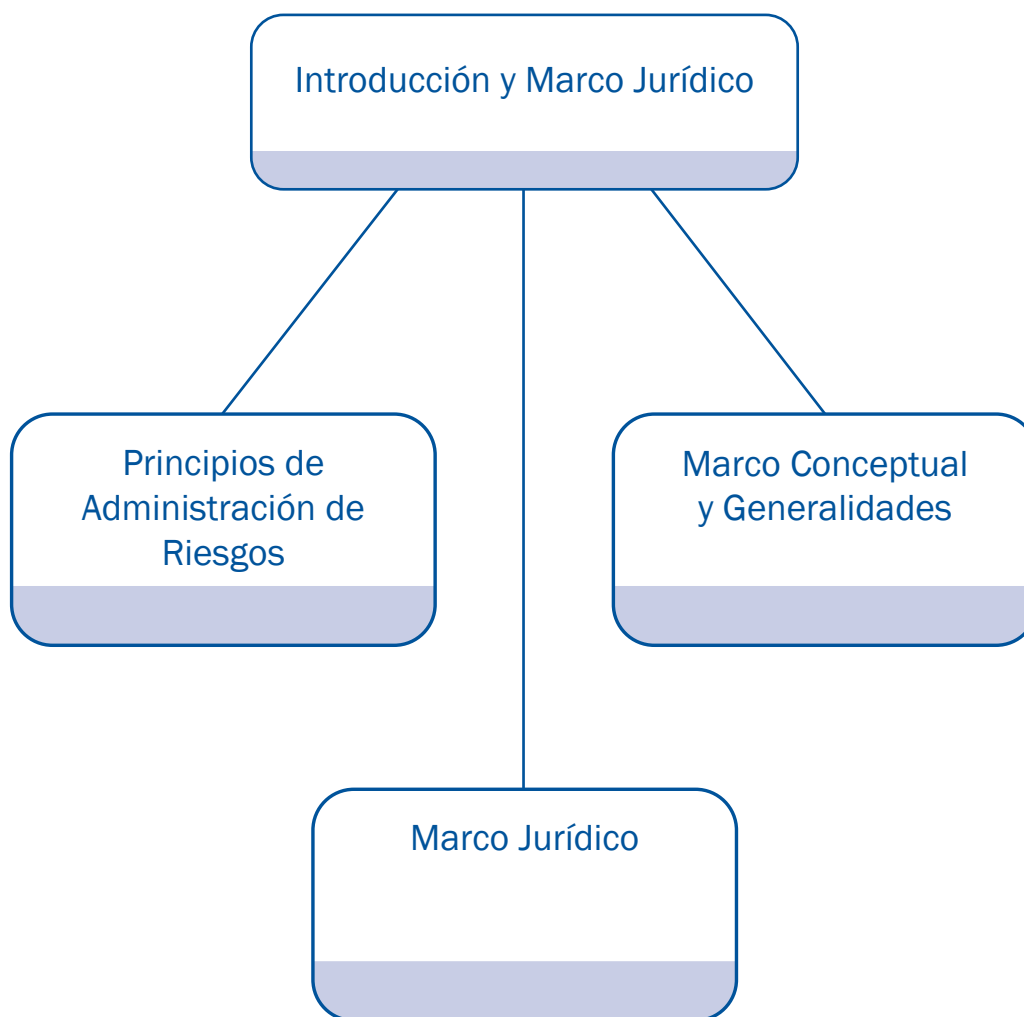 Introducción y Marco Jurídico
Principios de
Administración de
Riesgos
Marco Conceptual
y Generalidades
Marco Jurídico